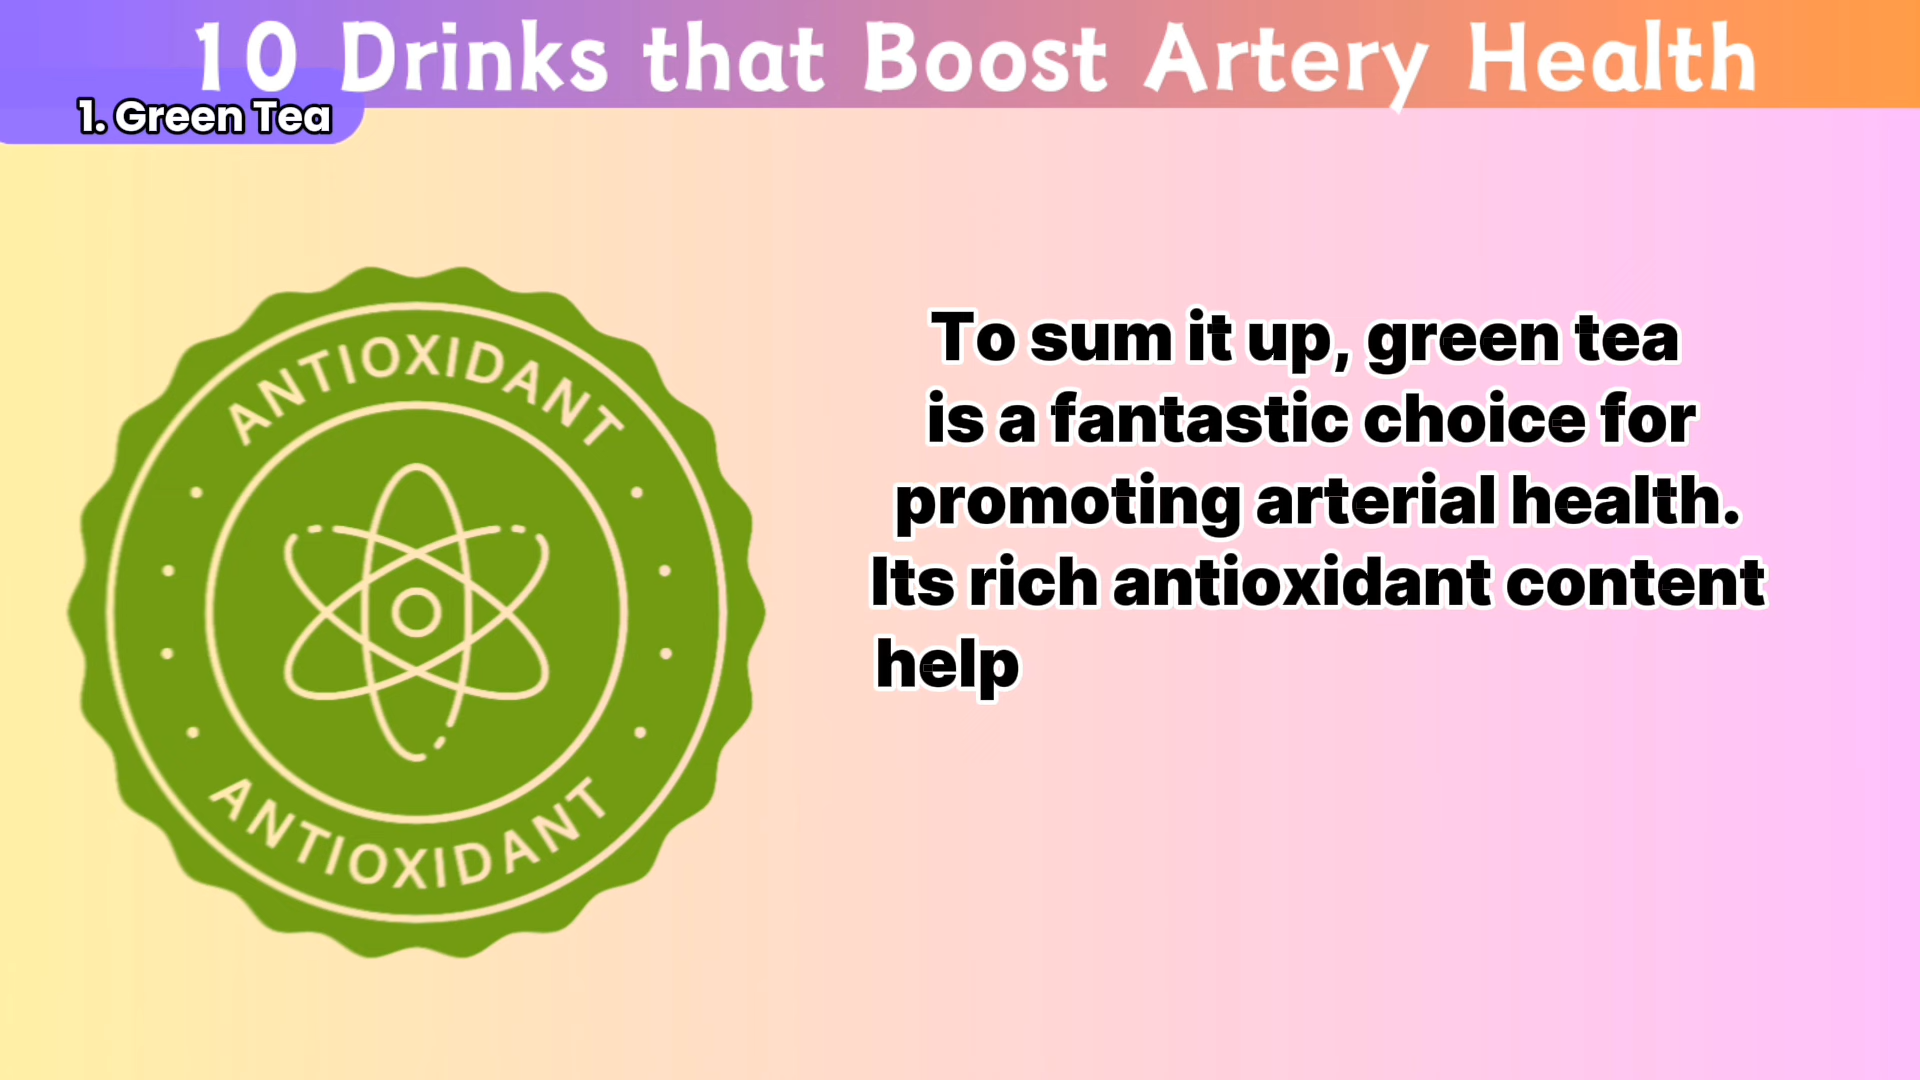 10 Drinks that Boost Artery Health
1. Green Tea
ANTIOXIDANT
ANTIOXIDANT
To sum it up, green tea
is a fantastic choice for
promoting arterial health.
Its rich antioxidant content
help